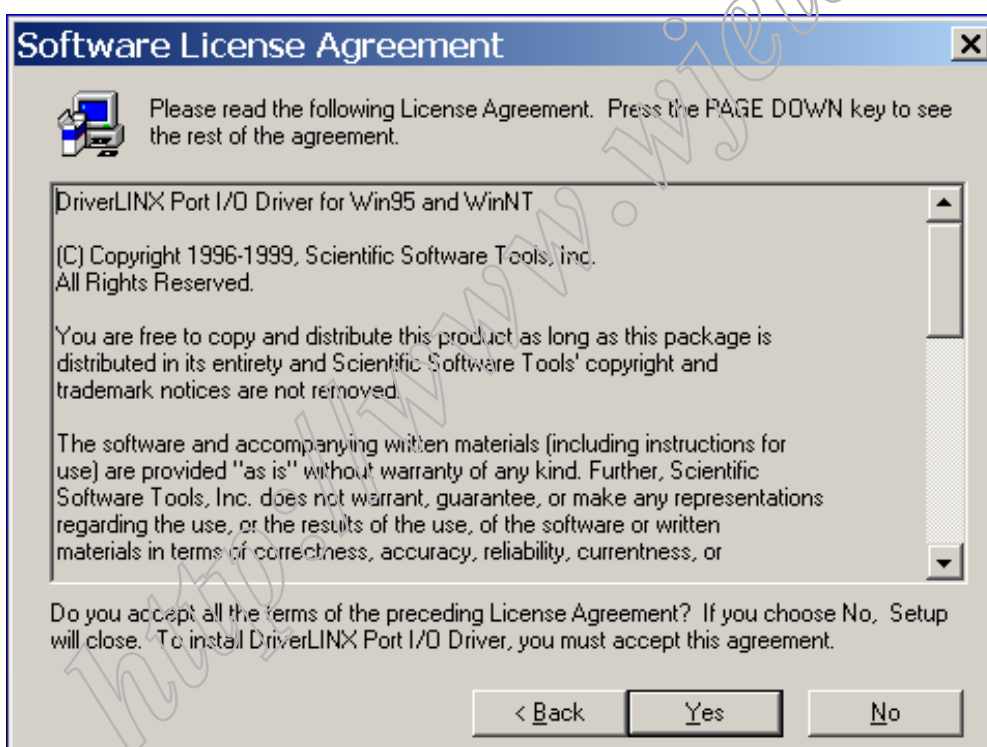 Software License Agreement
Please read the following License Agreement. Press the PAGE DOWN key to see
the rest of the agreement.
DriverLINX Port I/O Driver for Win95 and WinNT
(C) Copyright 1996-1999, Scientific Software Tools, Inc.
All Rights Reserved.
You are free to copy and distribute this product as long as this package is
distributed in its entirety and Scientific Software Tools' copyright and
trademark notices are not removed.
The software and accompanying written materials (including instructions for
use) are provided "as is" without warranty of any kind. Further, Scientific
Software Tools, Inc. does not warrant, guarantee, or make any representations
regarding the use, or the results of the use, of the software or written
materials in terms of correctness, accuracy, reliability, currentness, or
Do you accept all the terms of the preceding License Agreement? If you choose No, Setup
will close. To install DriverLINX Port I/O Driver, you must accept this agreement.
< Back
Yes
No